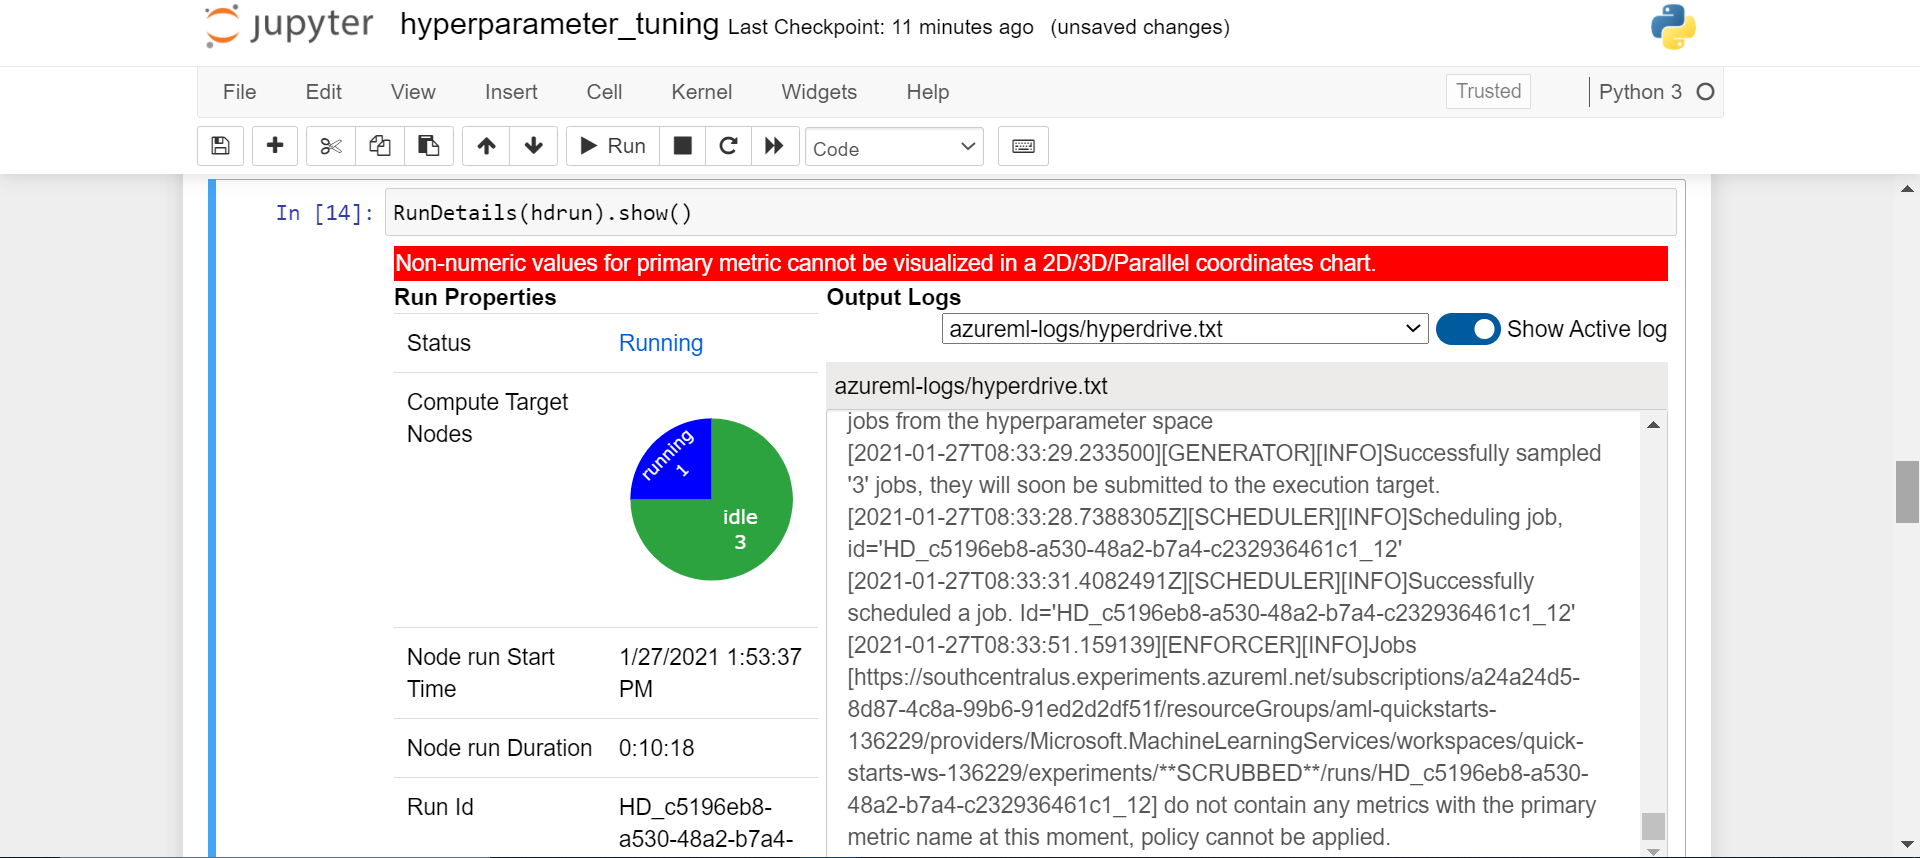 jupyter hyperparameter_tuning Last Checkpoint: 11 minutes ago (unsaved changes)
File Edit View Insert Cell Kernel Widgets Help Trusted Python 3
Run Code
In [14]: RunDetails(hdrun).show()
Non-numeric values for primary metric cannot be visualized in a 2D/3D/Parallel coordinates chart.
Run Properties
Status Running
Compute Target
Nodes
running
1
idle
3
Node run Start
Time
1/27/2021 1:53:37
PM
Node run Duration 0:10:18
Run Id
HD_c5196eb8-
a530-48a2-b7a4-
Output Logs
azureml-logs/hyperdrive.txt Show Active log
azureml-logs/hyperdrive.txt
jobs from the hyperparameter space
[2021-01-27T08:33:29.233500][GENERATOR][INFO]Successfully sampled
'3' jobs, they will soon be submitted to the execution target.
[2021-01-27T08:33:28.7388305Z][SCHEDULER][INFO]Scheduling job,
id='HD_c5196eb8-a530-48a2-b7a4-c232936461c1_12'
[2021-01-27T08:33:31.4082491Z][SCHEDULER][INFO]Successfully
scheduled a job. Id='HD_c5196eb8-a530-48a2-b7a4-c232936461c1_12'
[2021-01-27T08:33:51.159139][ENFORCER][INFO]Jobs
[https://southcentralus.experiments.azureml.net/subscriptions/a24a24d5-
8d87-4c8a-99b6-91ed2d2df51f/resourceGroups/aml-quickstarts-
136229/providers/Microsoft.MachineLearningServices/workspaces/quick-
starts-ws-136229/experiments/**SCRUBBED**/runs/HD_c5196eb8-a530-
48a2-b7a4-c232936461c1_12] do not contain any metrics with the primary
metric name at this moment, policy cannot be applied.